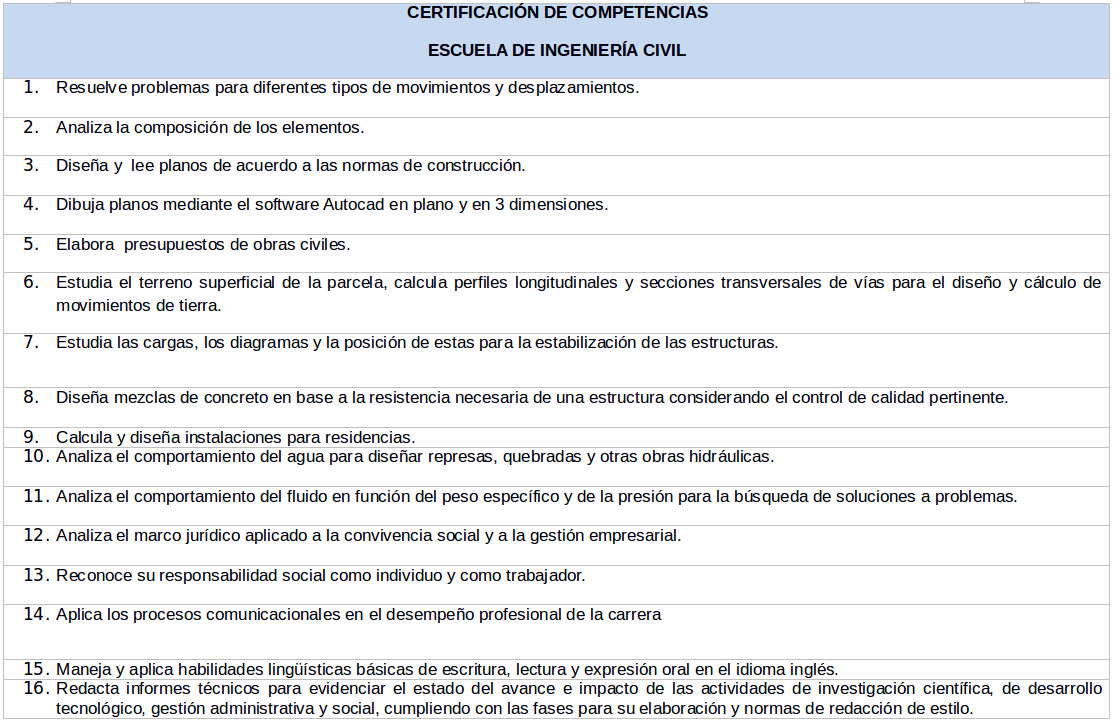 CERTIFICACIÓN DE COMPETENCIAS
ESCUELA DE INGENIERÍA CIVIL
1. Resuelve problemas para diferentes tipos de movimientos y desplazamientos.
2. Analiza la composición de los elementos.
3. Diseña y  lee planos de acuerdo a las normas de construcción.
4. Dibuja planos mediante el software Autocad en plano y en 3 dimensiones.
5. Elabora  presupuestos de obras civiles.
6. Estudia el terreno superficial de la parcela, calcula perfiles longitudinales y secciones transversales de vías para el diseño y cálculo de
movimientos de tierra.
7. Estudia las cargas, los diagramas y la posición de estas para la estabilización de las estructuras.
8. Diseña mezclas de concreto en base a la resistencia necesaria de una estructura considerando el control de calidad pertinente.
9. Calcula y diseña instalaciones para residencias.
10. Analiza el comportamiento del agua para diseñar represas, quebradas y otras obras hidráulicas.
11. Analiza el comportamiento del fluido en función del peso específico y de la presión para la búsqueda de soluciones a problemas.
12. Analiza el marco jurídico aplicado a la convivencia social y a la gestión empresarial.
13. Reconoce su responsabilidad social como individuo y como trabajador.
14. Aplica los procesos comunicacionales en el desempeño profesional de la carrera
15. Maneja y aplica habilidades lingüísticas básicas de escritura, lectura y expresión oral en el idioma inglés.
16. Redacta informes técnicos para evidenciar el estado del avance e impacto de las actividades de investigación científica, de desarrollo
tecnológico, gestión administrativa y social, cumpliendo con las fases para su elaboración y normas de redacción de estilo.